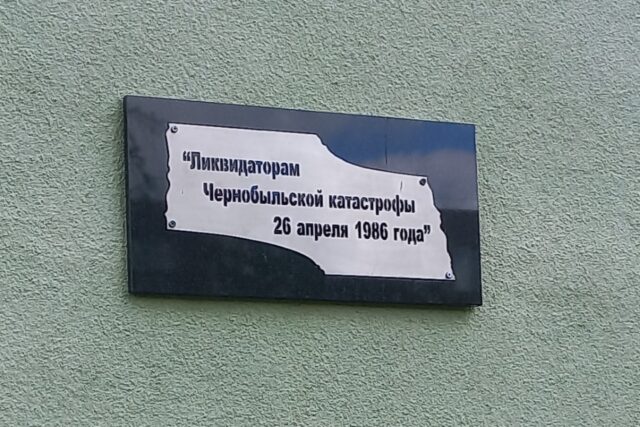 “Ликвидаторам
Чернобыльской катастрофы
26 апреля 1986 года”